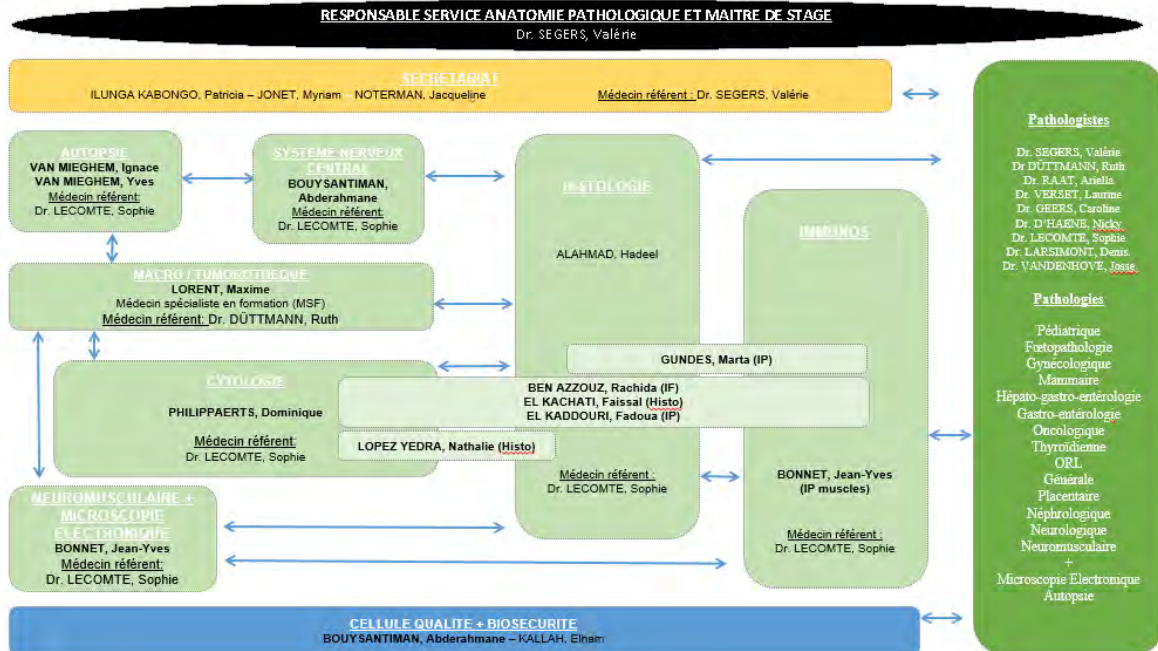 RESPONSABLE SERVICE ANATOMIE PATHOLOGIQUE ET MAITRE DE STAGE
Dr. SEGERS, Valérie
SECRETARIAT
ILUNGA KABONGO, Patricia – JONET, Myriam – NOTERMAN, Jacqueline
Médecin référent : Dr. SEGERS, Valérie
AUTOPSIE
VAN MIEGHEM, Ignace
VAN MIEGHEM, Yves
Médecin référent:
Dr. LECOMTE, Sophie
SYSTEME NERVEUX
CENTRAL
BOUYSANTIMAN,
Abderahmane
Médecin référent:
Dr. LECOMTE, Sophie
MACRO / TUMOROTHEQUE
LORENT, Maxime
Médecin spécialiste en formation (MSF)
Médecin référent: Dr. DÜTTMANN, Ruth
CYTOLOGIE
PHILIPPAERTS, Dominique
Médecin référent:
Dr. LECOMTE, Sophie
NEUROMUSCULAIRE +
MICROSCOPIE
ELECTRONIQUE
BONNET, Jean-Yves
Médecin référent:
Dr. LECOMTE, Sophie
HISTOLOGIE
ALAHMAD, Hadeel
GUNDES, Marta (IP)
BEN AZZOUZ, Rachida (IF)
EL KACHATI, Faissal (Histo)
EL KADDOURI, Fadoua (IP)
LOPEZ YEDRA, Nathalie (Histo)
Médecin référent :
Dr. LECOMTE, Sophie
IMMUNOS
BONNET, Jean-Yves
(IP muscles)
Médecin référent :
Dr. LECOMTE, Sophie
Pathologistes
Dr. SEGERS, Valérie
Dr DÜTTMANN, Ruth
Dr. RAAT, Ariella
Dr. VERSET, Laurine
Dr. GEERS, Caroline
Dr. D'HAENE, Nicky
Dr. LECOMTE, Sophie
Dr. LARSIMONT, Denis
Dr. VANDENHOVE, Josse
Pathologies
Pédiatrique
Fœtopathologie
Gynécologique
Mammaire
Hépato-gastro-entérologie
Gastro-entérologie
Oncologique
Thyroïdienne
ORL
Générale
Placentaire
Néphrologique
Neurologique
Neuromusculaire
+
Microscopie Electronique
Autopsie
CELLULE QUALITE + BIOSECURITE
BOUYSANTIMAN, Abderahmane – KALLAH, Elham